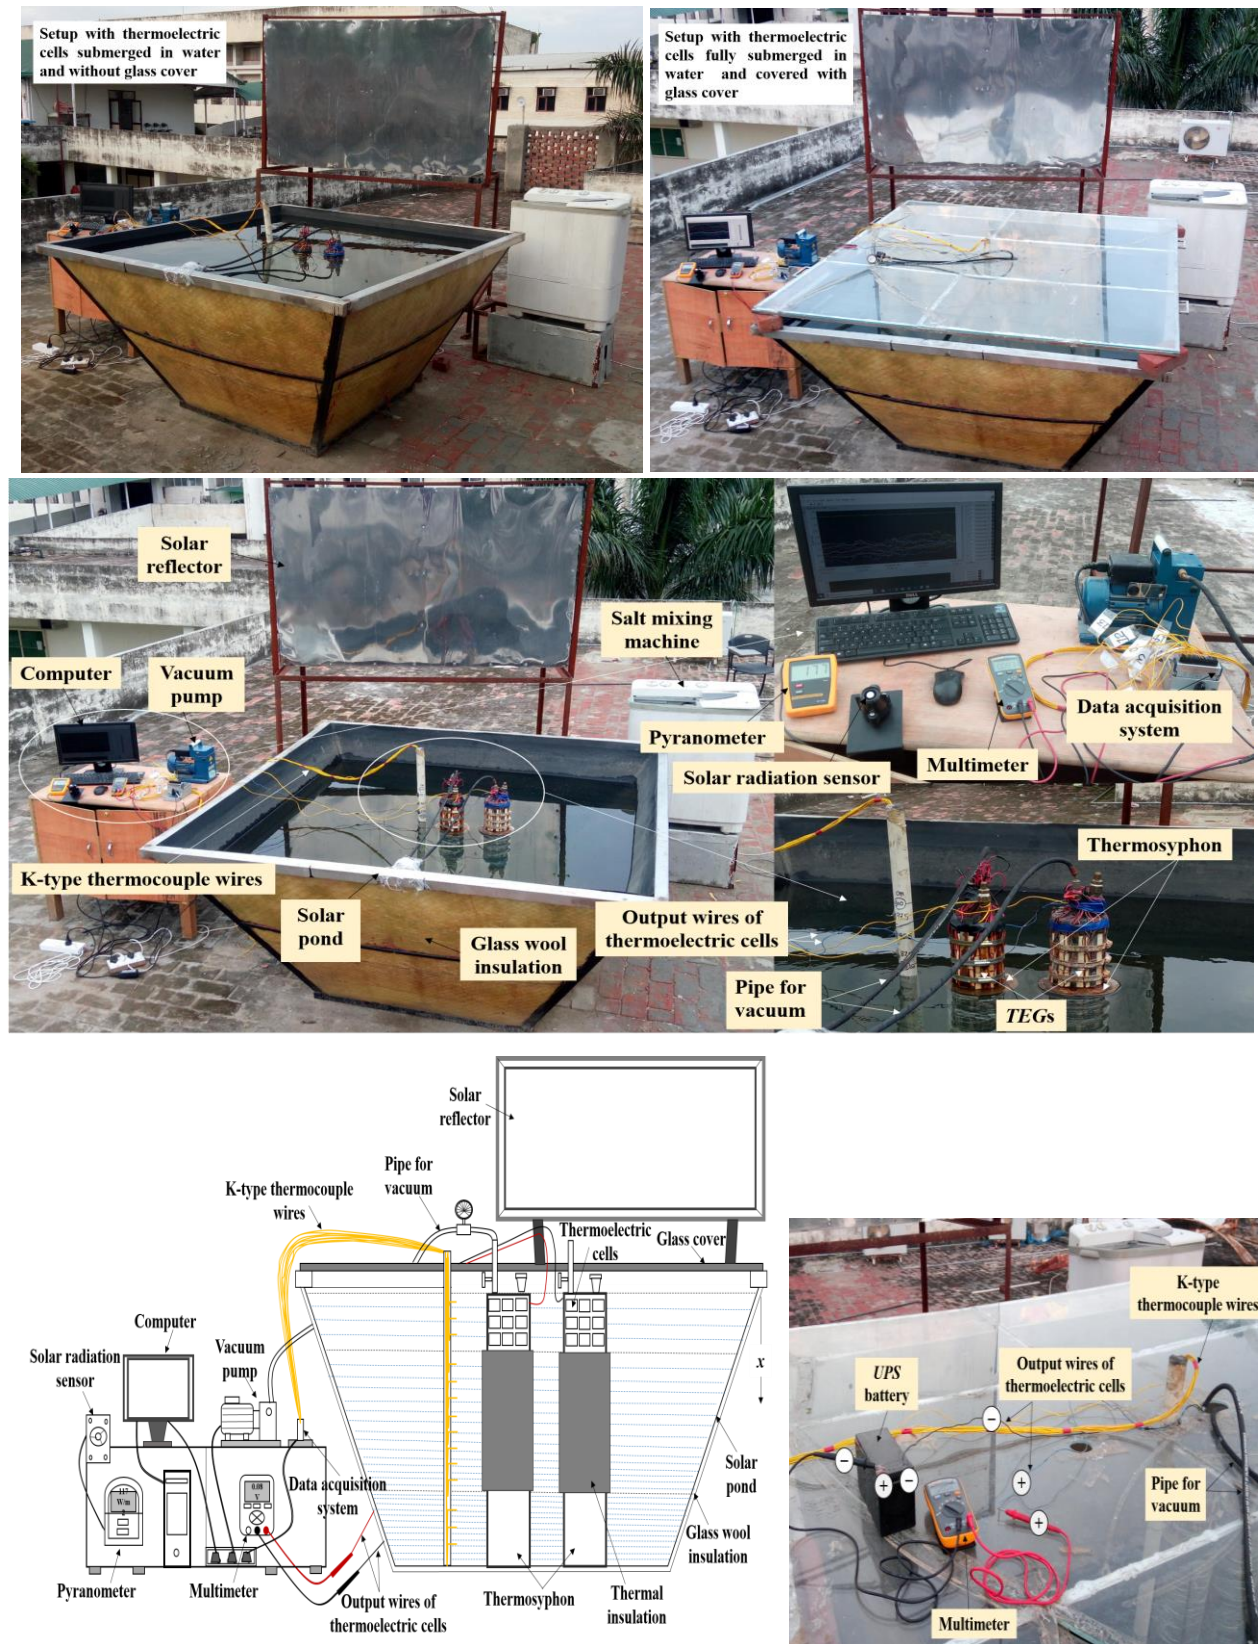 Setup with thermoelectric
cells submerged in water
and without glass cover
Setup with thermoelectric
cells fully submerged in
water and covered with
glass cover
Solar
reflector
Computer
Vacuum
pump
Salt mixing
machine
Pyranometer
Solar radiation sensor
Multimeter
Data acquisition
system
K-type thermocouple wires
Solar
pond
Glass wool
insulation
Output wires of
thermoelectric cells
Pipe for
vacuum
Thermosyphon
TEGs
Solar
reflector
Pipe for
vacuum
K-type thermocouple
wires
Thermoelectric
cells
Glass cover
Computer
Solar radiation
sensor
Vacuum
pump
x
Data acquisition
system
Solar
pond
Glass wool
insulation
117
W/m
0.08
V
Pyranometer
Multimeter
Output wires of
thermoelectric cells
Thermosyphon
Thermal
insulation
K-type
thermocouple wires
UPS
battery
Output wires of
thermoelectric cells
Pipe for
vacuum
Multimeter